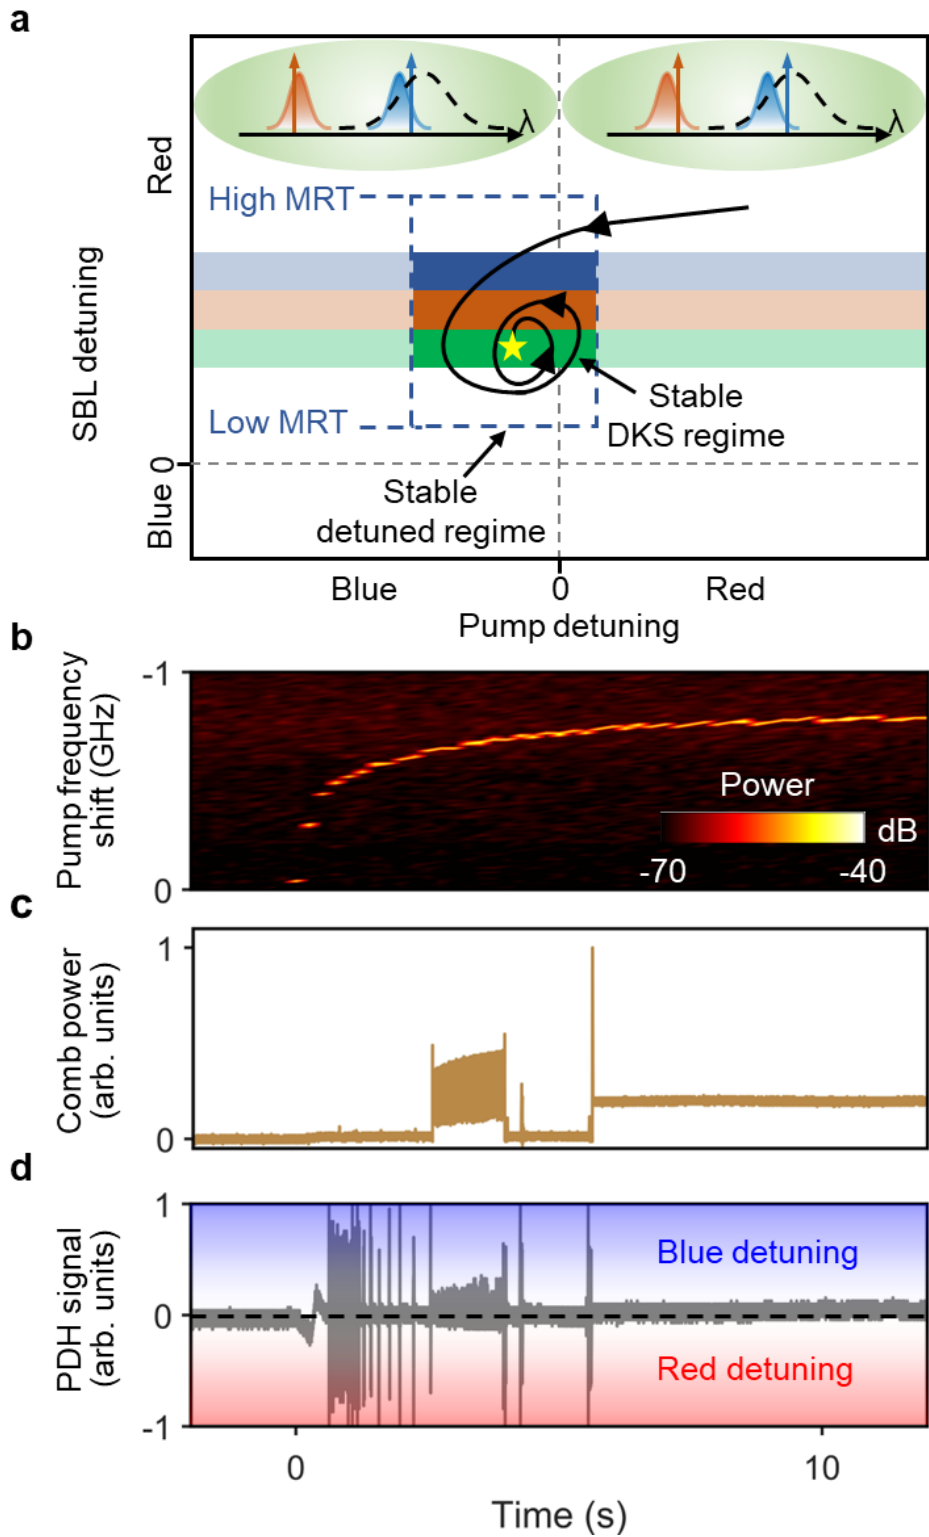 a
λ
λ
Red
High MRT
SBL detuning
Stable
DKS regime
Low MRT
0
Stable
detuned regime
Blue
Blue
0
Red
Pump detuning
b
Pump frequency
shift (GHz)
-1
0
Power
dB
-70
-40
c
Comb power
(arb. units)
1
0
d
PDH signal
(arb. units)
1
0
-1
Blue detuning
Red detuning
0
10
Time (s)